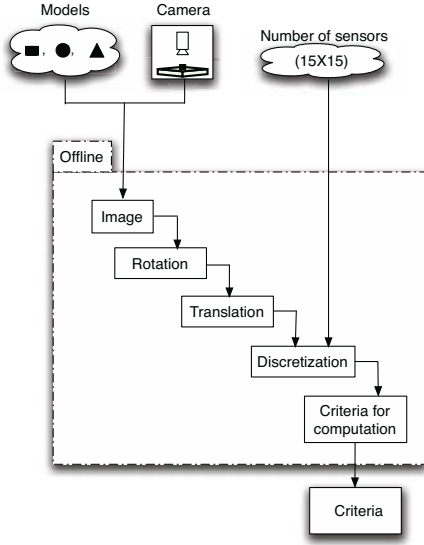 Models
Camera
Number of sensors
(15X15)
Offline
Image
Rotation
Translation
Discretization
Criteria for
computation
Criteria